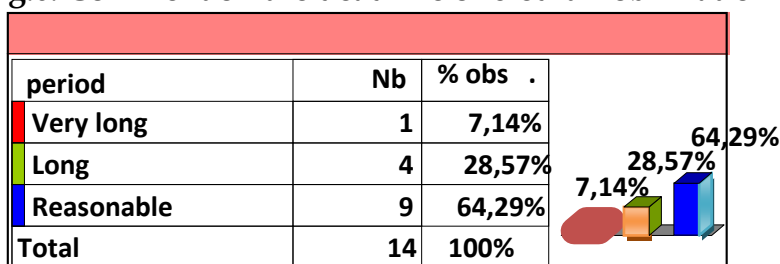 period Nb % obs .
Very long 1 7,14%
Long 4 28,57%
Reasonable 9 64,29%
Total 14 100%
64,29%
28,57%
7,14%